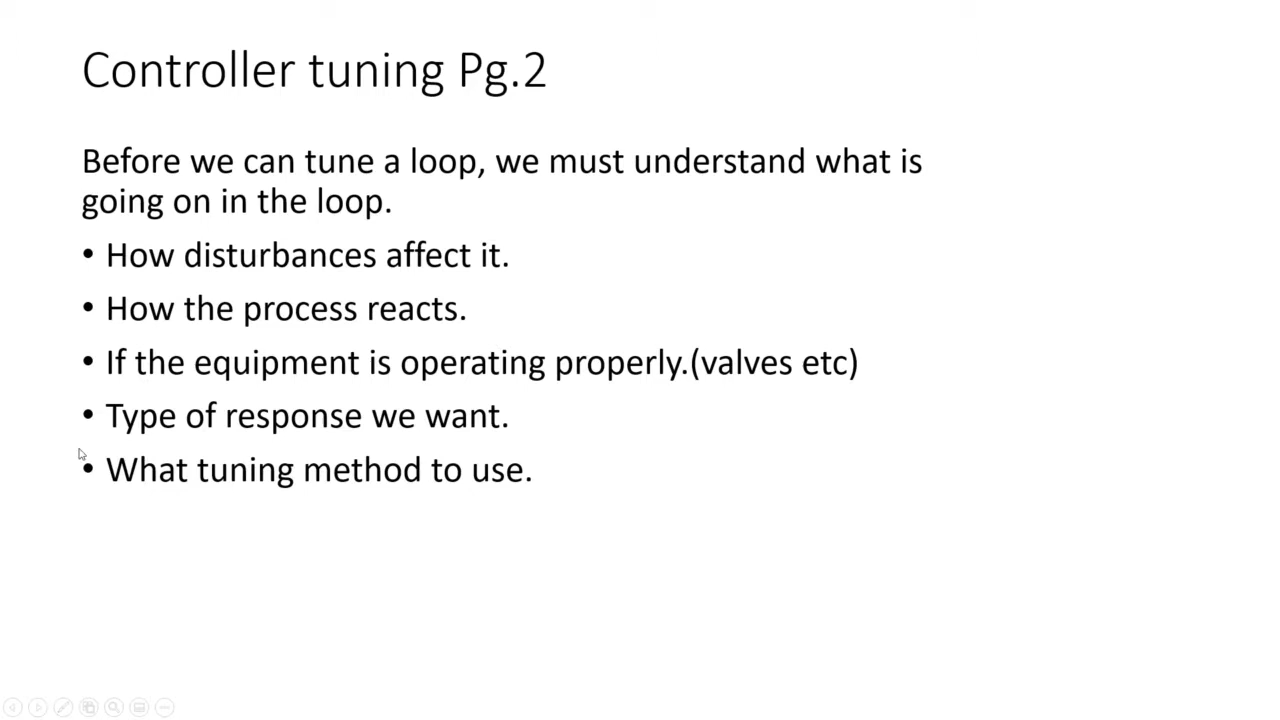 Controller tuning Pg.2
Before we can tune a loop, we must understand what is
going on in the loop.
• How disturbances affect it.
• How the process reacts.
• If the equipment is operating properly.(valves etc)
• Type of response we want.
• What tuning method to use.